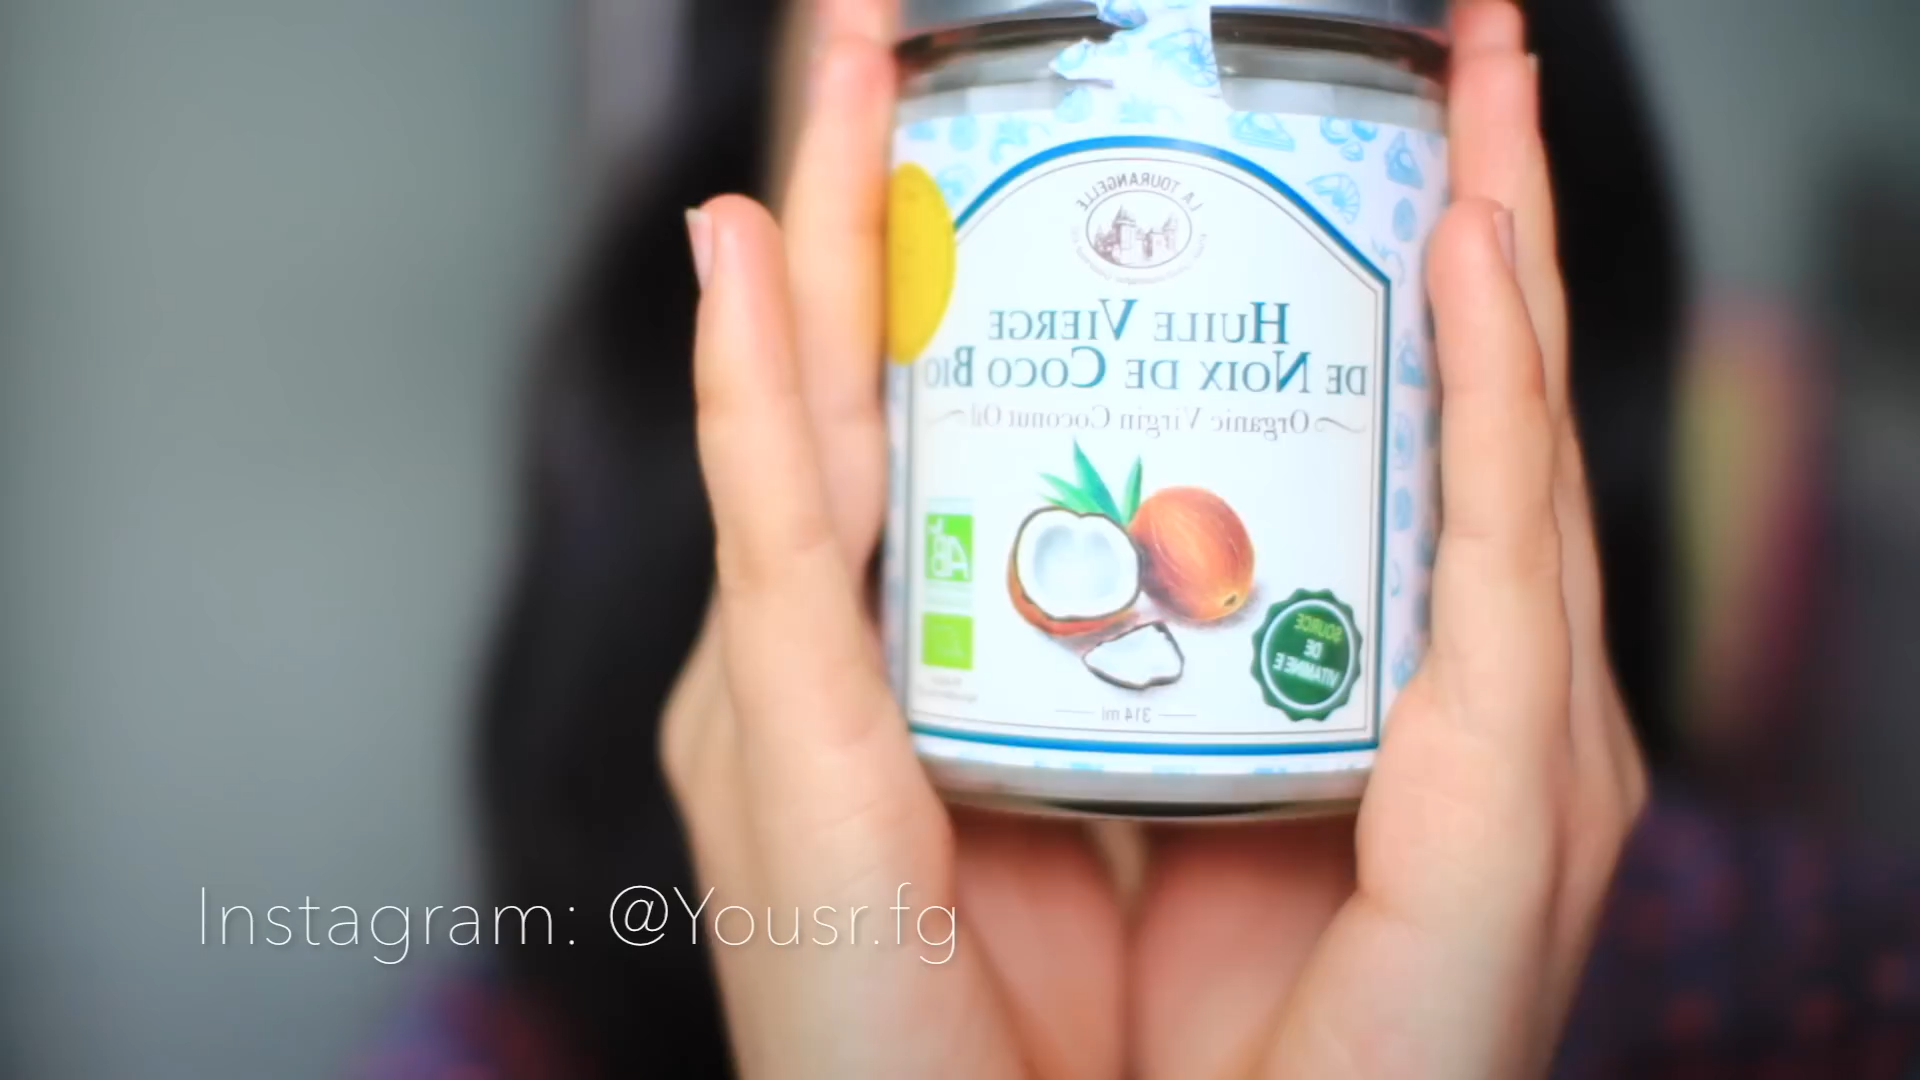 LA TOURANGELLE
HUILE VIERGE
DE NOIX DE COCO BIO
Organic Virgin Coconut Oil
AB
SOURCE
DE
VITAMINE E
314 ml
Instagram: @Yousr.fg